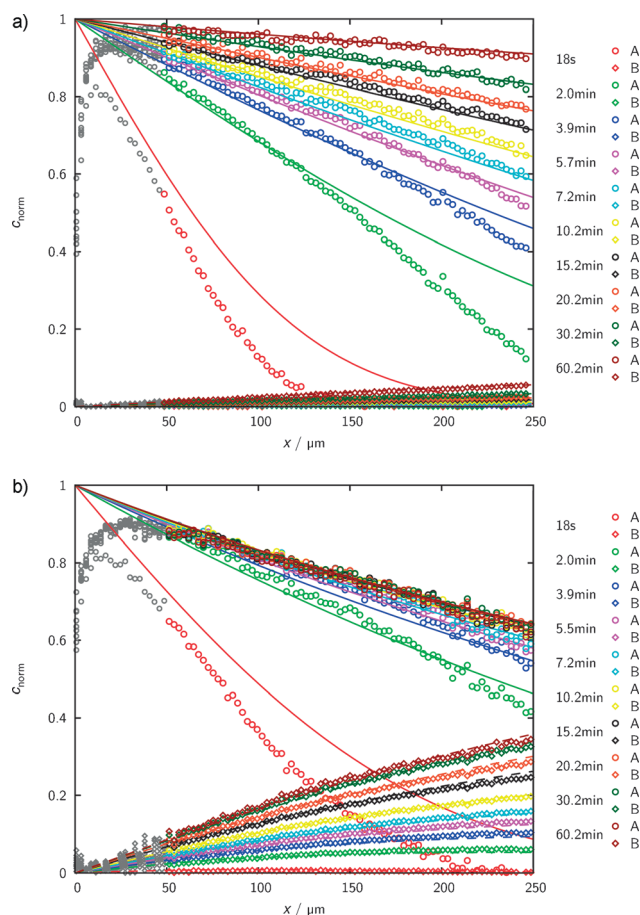 a)
1
0.8
0.6
0.4
0.2
0
c_norm
0 50 100 150 200 250
x / µm
18s A
B
2.0min A
B
3.9min A
B
5.7min A
B
7.2min A
B
10.2min A
B
15.2min A
B
20.2min A
B
30.2min A
B
60.2min A
B
b)
1
0.8
0.6
0.4
0.2
0
c_norm
0 50 100 150 200 250
x / µm
18s A
B
2.0min A
B
3.9min A
B
5.5min A
B
7.2min A
B
10.2min A
B
15.2min A
B
20.2min A
B
30.2min A
B
60.2min A
B